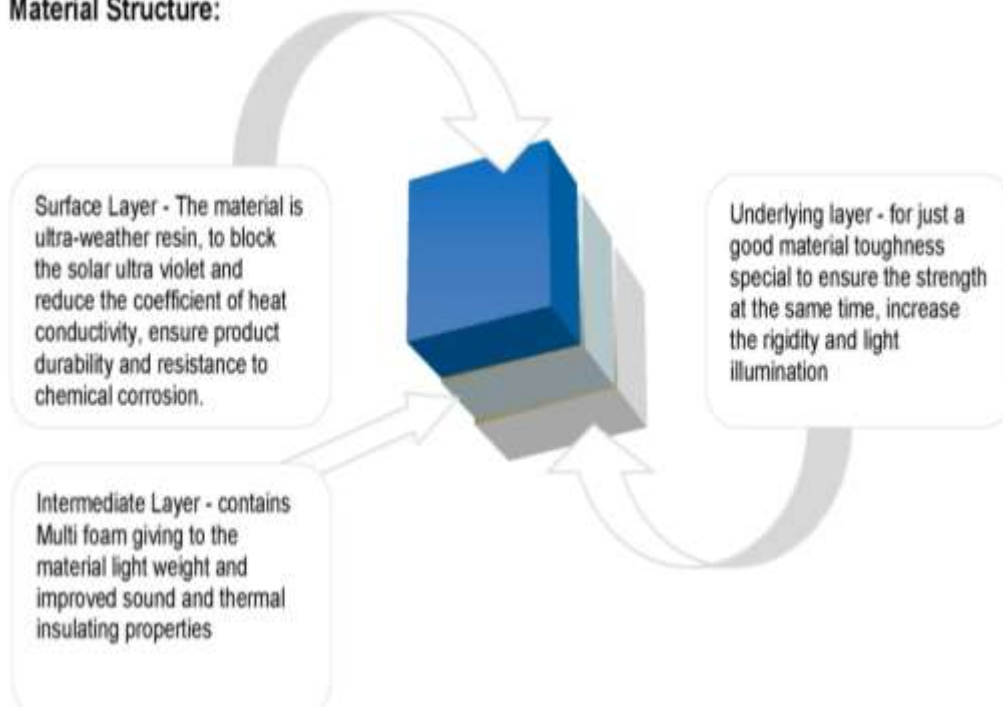 Material Structure:
Surface Layer - The material is
ultra-weather resin, to block
the solar ultra violet and
reduce the coefficient of heat
conductivity, ensure product
durability and resistance to
chemical corrosion.
Intermediate Layer - contains
Multi foam giving to the
material light weight and
improved sound and thermal
insulating properties
Underlying layer - for just a
good material toughness
special to ensure the strength
at the same time, increase
the rigidity and light
illumination